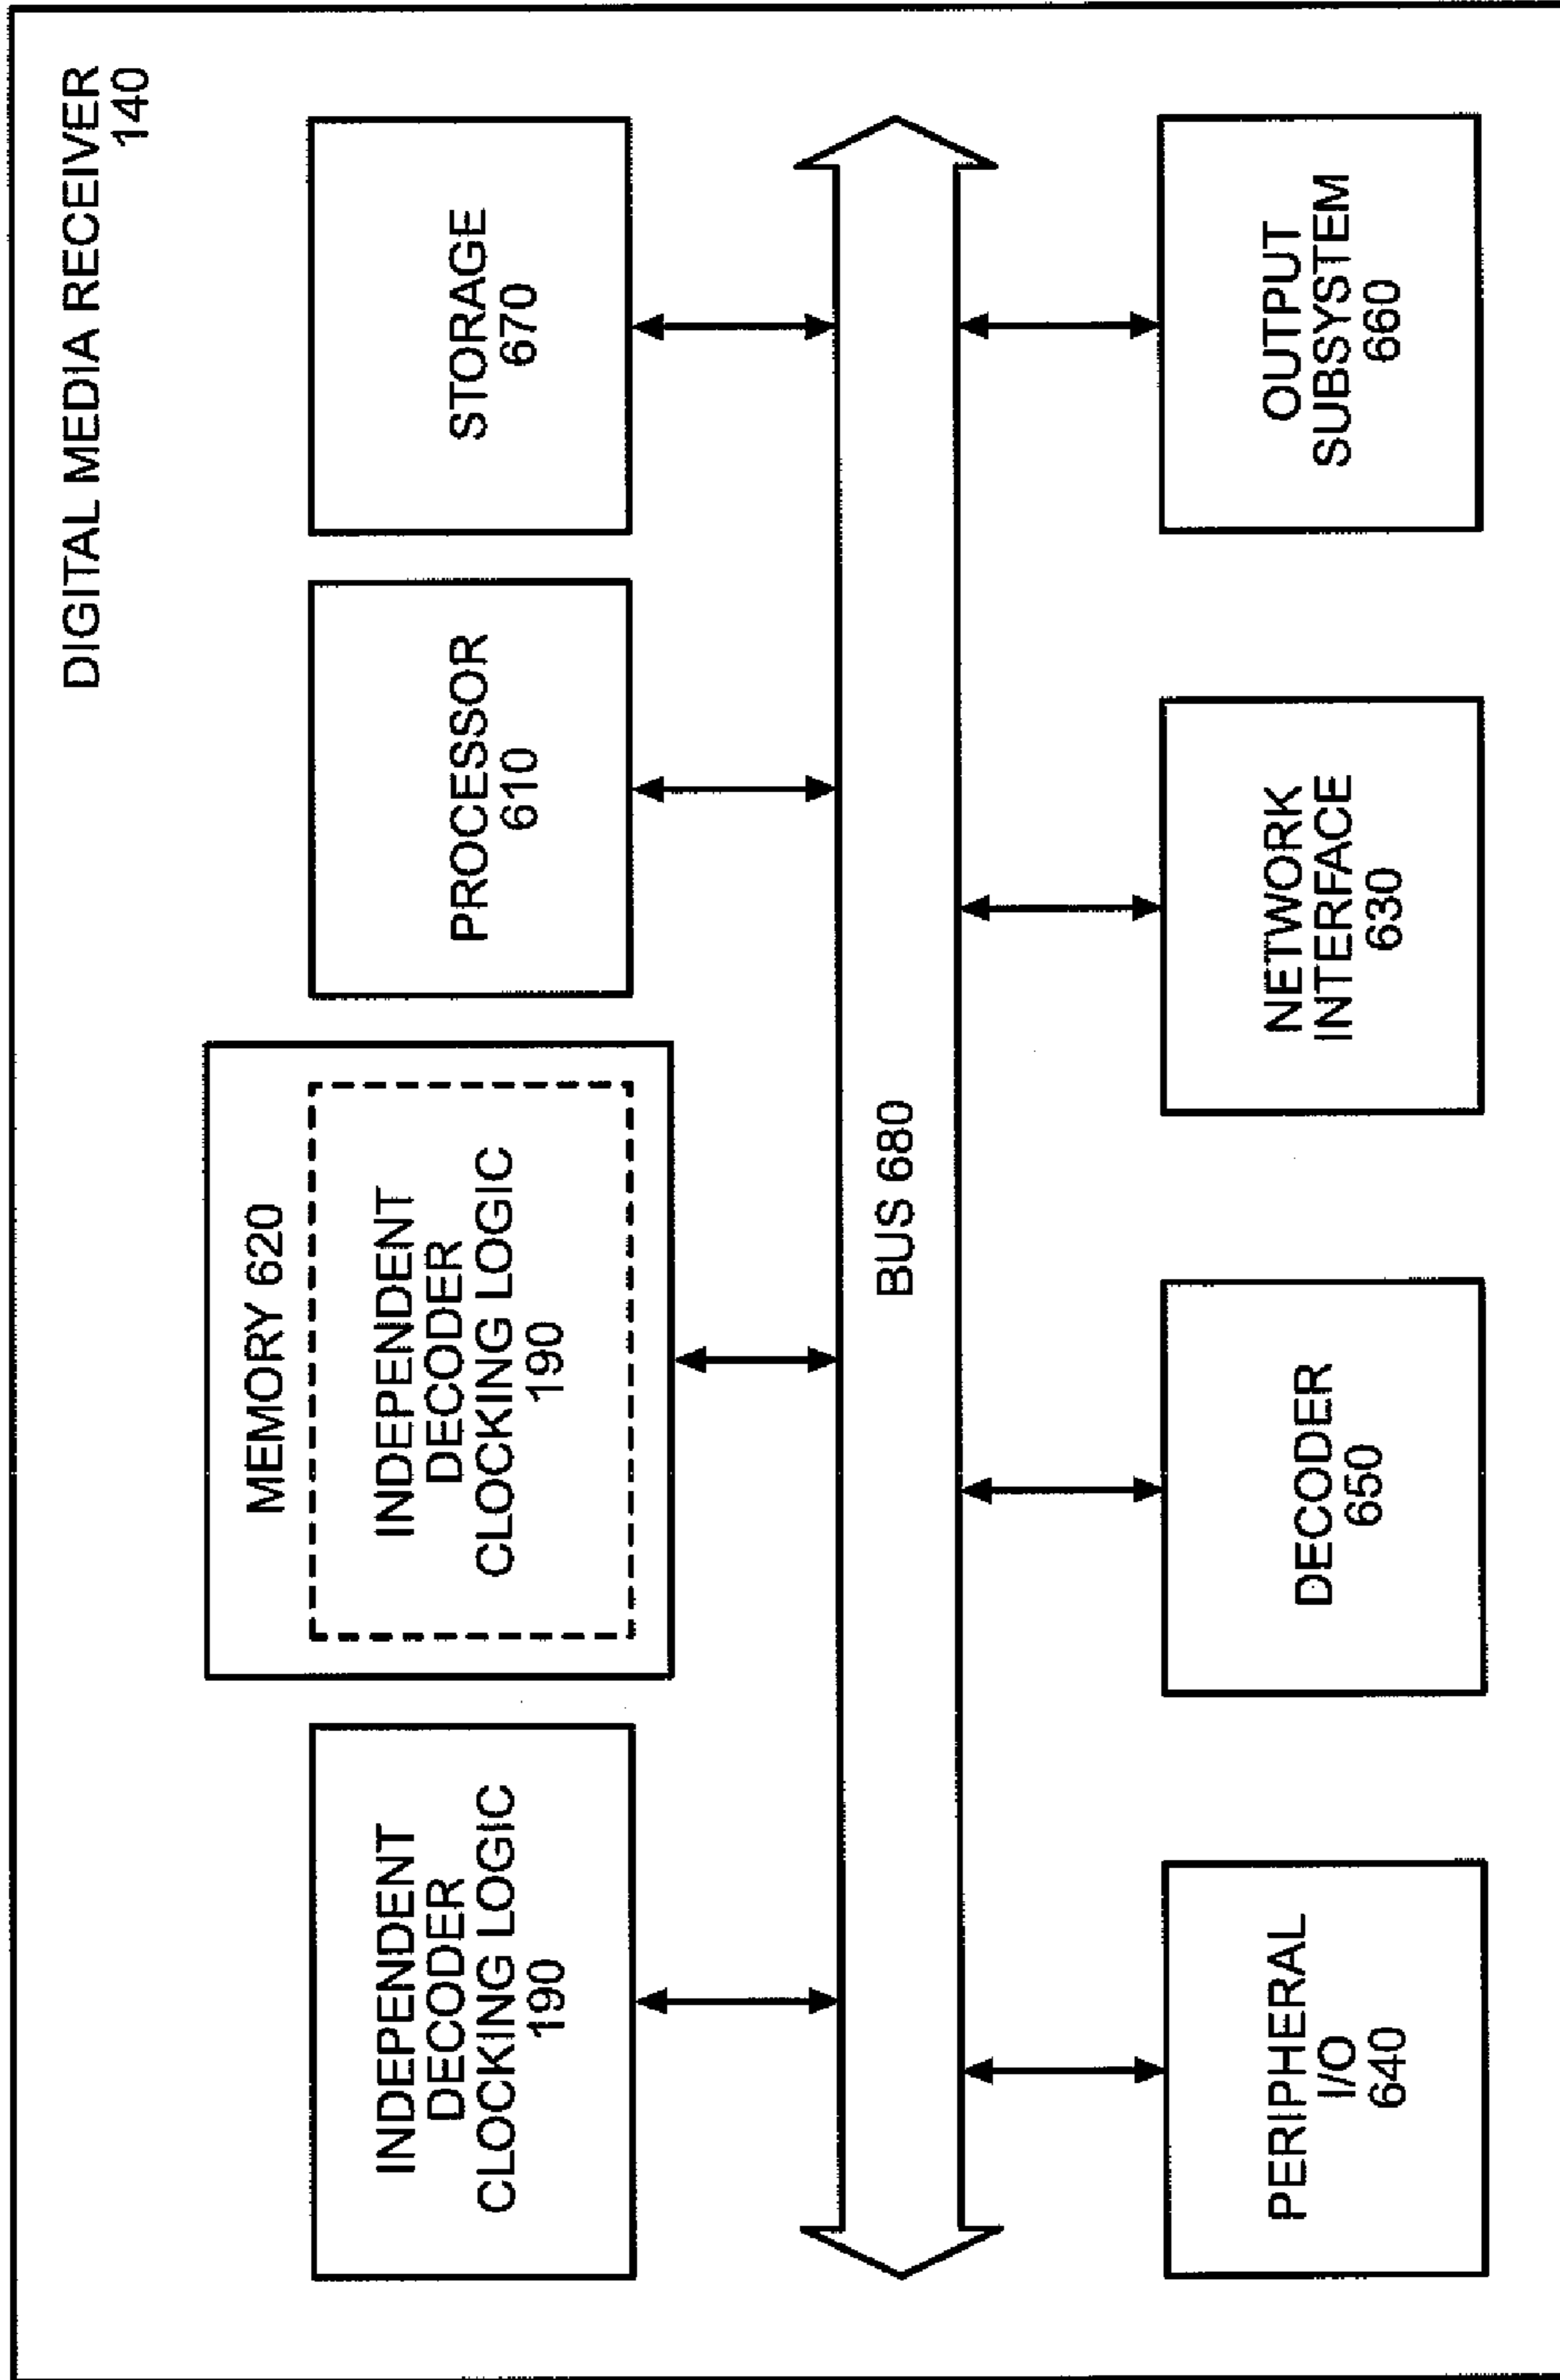 DIGITAL MEDIA RECEIVER
140
INDEPENDENT
DECODER
CLOCKING LOGIC
190
MEMORY 620
INDEPENDENT
DECODER
CLOCKING LOGIC
190
PROCESSOR
610
STORAGE
670
BUS 680
PERIPHERAL
I/O
640
DECODER
650
NETWORK
INTERFACE
630
OUTPUT
SUBSYSTEM
660